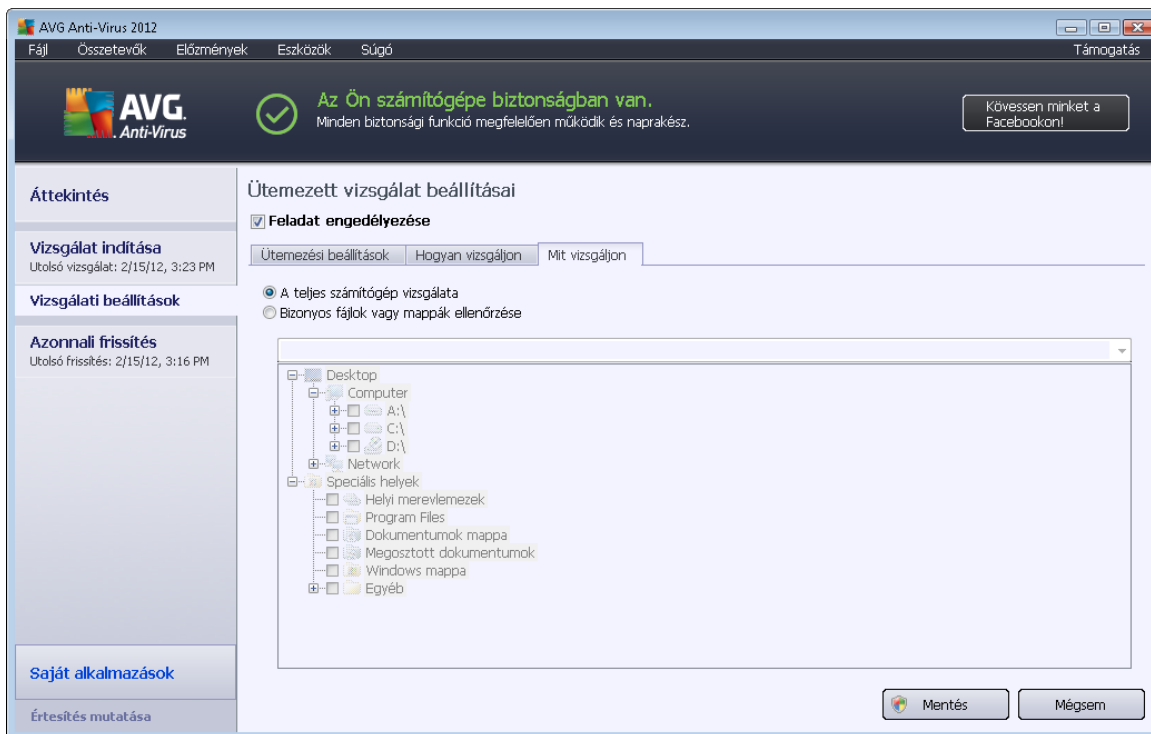 AVG Anti-Virus 2012
Fájl Összetevők Előzmények Eszközök Súgó Támogatás
AVG.
Anti-Virus
Az Ön számítógépe biztonságban van.
Minden biztonsági funkció megfelelően működik és naprakész.
Kövessen minket a
Facebookon!
Áttekintés
Vizsgálat indítása
Utolsó vizsgálat: 2/15/12, 3:23 PM
Vizsgálati beállítások
Azonnali frissítés
Utolsó frissítés: 2/15/12, 3:16 PM
Saját alkalmazások
Értesítés mutatása
Ütemezett vizsgálat beállításai
Feladat engedélyezése
Ütemezési beállítások Hogyan vizsgáljon Mit vizsgáljon
A teljes számítógép vizsgálata
Bizonyos fájlok vagy mappák ellenőrzése
Desktop
Computer
A:\
C:\
D:\
Network
Speciális helyek
Helyi merevlemezek
Program Files
Dokumentumok mappa
Megosztott dokumentumok
Windows mappa
Egyéb
Mentés Mégsem